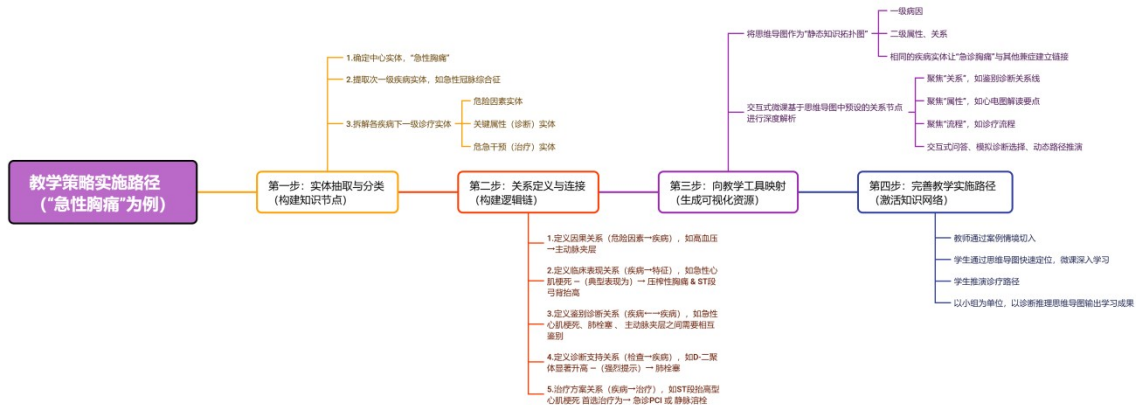 教学策略实施路径
（“急性胸痛”为例）
第一步：实体抽取与分类
（构建知识节点）
1.确定中心实体，“急性胸痛”
2.提取次一级疾病实体，如急性冠脉综合征
3.拆解各疾病下一级诊疗实体
危险因素实体
关键属性（诊断）实体
危急干预（治疗）实体
第二步：关系定义与连接
（构建逻辑链）
1.定义因果关系（危险因素→疾病），如高血压
→主动脉夹层
2.定义临床表现关系（疾病→特征），如急性心
肌梗死 —（典型表现为）→ 压榨性胸痛 & ST段
弓背抬高
3.定义鉴别诊断关系（疾病←→疾病），如急性
心肌梗死、肺栓塞 、 主动脉夹层之间需要相互
鉴别
4.定义诊断支持关系（检查→疾病），如D-二聚
体显著升高 —（强烈提示）→ 肺栓塞
5.治疗方案关系（疾病→治疗），如ST段抬高型
心肌梗死 首选治疗为→ 急诊PCI 或 静脉溶栓
第三步：向教学工具映射
（生成可视化资源）
将思维导图作为“静态知识拓扑图”
一级病因
二级属性、关系
相同的疾病实体让“急诊胸痛”与其他兼症建立链接
交互式微课基于思维导图中预设的关系节点
进行深度解析
聚焦“关系”，如鉴别诊断关系线
聚焦“属性”，如心电图解读要点
聚焦“流程”，如诊疗流程
交互式问答、模拟诊断选择、动态路径推演
第四步：完善教学实施路径
（激活知识网络）
教师通过案例情境切入
学生通过思维导图快速定位，微课深入学习
学生推演诊疗路径
以小组为单位，以诊断推理思维导图输出学习成果